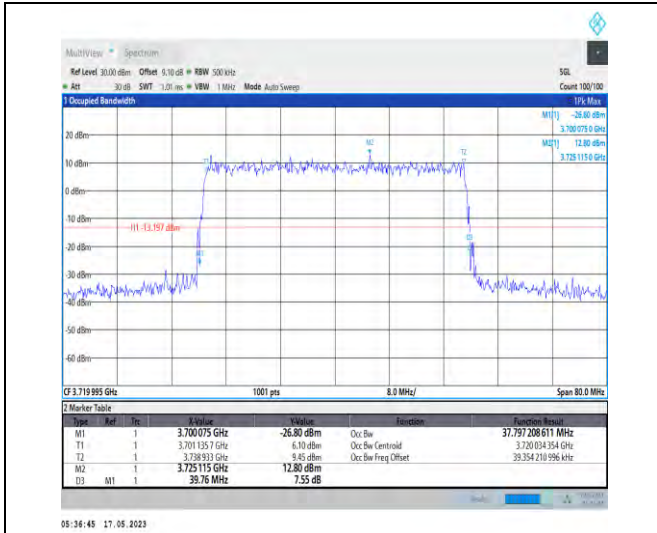 MultiView Spectrum
Ref Level 30.00 dBm Offset 9.10 dB RBW 500 kHz SGL
Att 30 dB SWT 1.01 ms VBW 1 MHz Mode Auto Sweep Count 100/100
1 Occupied Bandwidth 1Pk Max
M1[1] -26.80 dBm
3.700 075 0 GHz
M2[1] 12.80 dBm
3.725 115 0 GHz
20 dBm
M2
T1
T2
10 dBm
0 dBm
-10 dBm
H1 -13.197 dBm
D3
-20 dBm
M1
-30 dBm
-40 dBm
-50 dBm
-60 dBm
CF 3.719 995 GHz 1001 pts 8.0 MHz/ Span 80.0 MHz
2 Marker Table
Type Ref Trc X-Value Y-Value Function Function Result
M1 1 3.700 075 GHz -26.80 dBm Occ Bw 37.797 208 611 MHz
T1 1 3.701 135 7 GHz 6.10 dBm Occ Bw Centroid 3.720 034 354 GHz
T2 1 3.738 933 GHz 9.45 dBm Occ Bw Freq Offset 39.354 210 996 kHz
M2 1 3.725 115 GHz 12.80 dBm
D3 M1 1 39.76 MHz 7.55 dB
05:36:45 17.05.2023